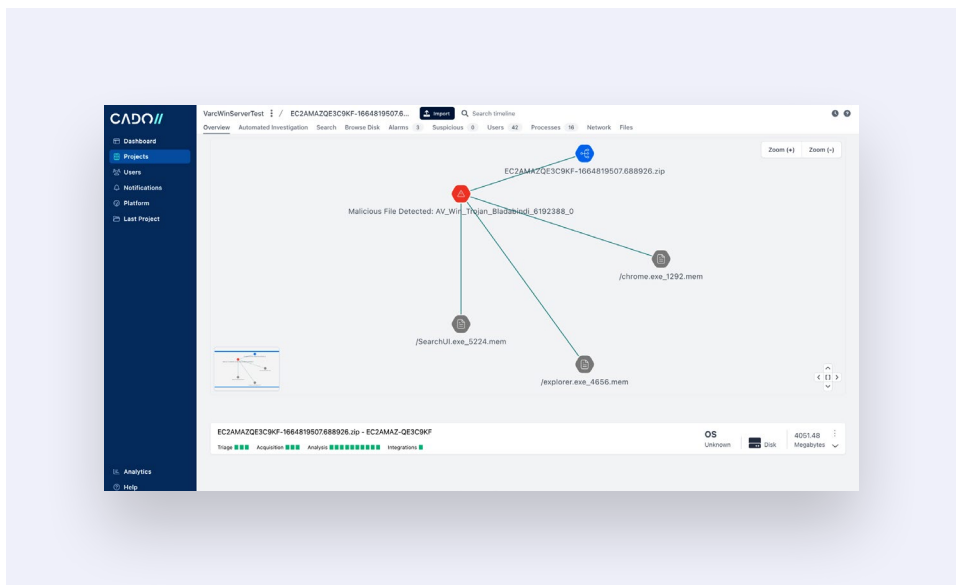 CADO//
VarcWinServerTest / EC2AMAZQE3C9KF-1664819507.6... Import Search timeline
Overview Automated Investigation Search Browse Disk Alarms 3 Suspicious 0 Users 42 Processes 16 Network Files
Dashboard
Projects
Users
Notifications
Platform
Last Project
Analytics
Help
Zoom (+) Zoom (-)
EC2AMAZQE3C9KF-1664819507.688926.zip
Malicious File Detected: AV_Win_Trojan_Bladabindi_6192388_0
/chrome.exe_1292.mem
/SearchUI.exe_5224.mem
/explorer.exe_4656.mem
EC2AMAZQE3C9KF-1664819507.688926.zip - EC2AMAZ-QE3C9KF
Triage Acquisition Analysis Integrations
OS
Unknown
Disk
4051.48
Megabytes